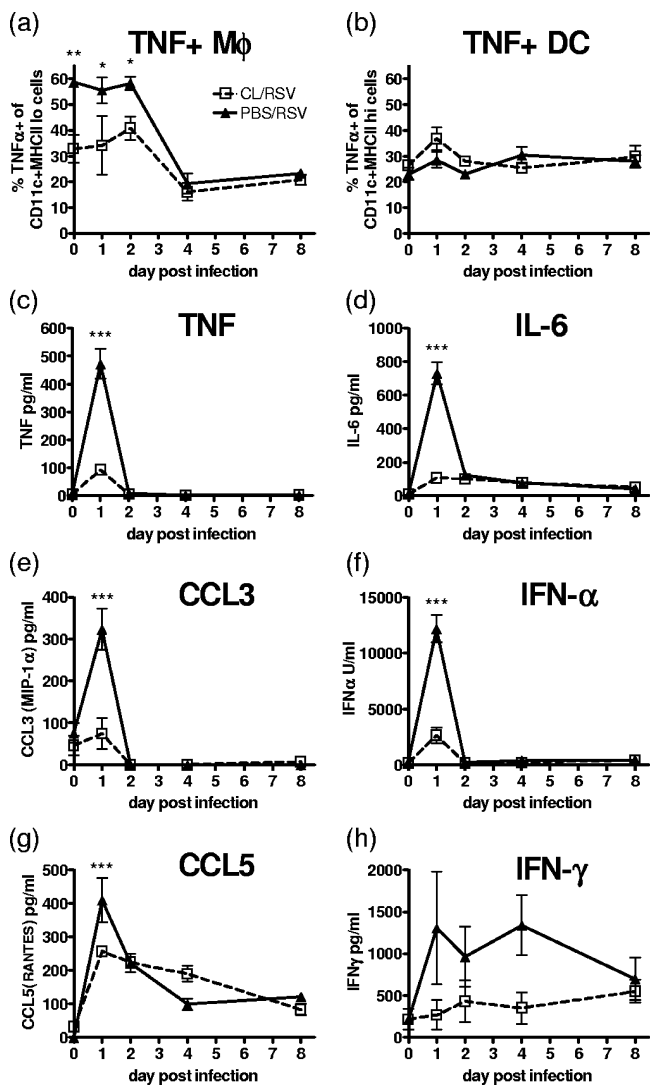 (a)
TNF+ Mϕ
** * *
60
50
40
30
20
10
0
% TNFα+ of
CD11c+MHCII lo cells
CL/RSV
PBS/RSV
0 1 2 3 4 5 6 7 8
day post infection
(b)
TNF+ DC
60
50
40
30
20
10
0
% TNFα+ of
CD11c+MHCII hi cells
0 1 2 3 4 5 6 7 8
day post infection
(c)
TNF
***
600
500
400
300
200
100
0
TNF pg/ml
0 1 2 3 4 5 6 7 8
day post infection
(d)
IL-6
***
1000
800
600
400
200
0
IL-6 pg/ml
0 1 2 3 4 5 6 7 8
day post infection
(e)
CCL3
***
400
300
200
100
0
CCL3 (MIP-1α) pg/ml
0 1 2 3 4 5 6 7 8
day post infection
(f)
IFN-α
***
15000
10000
5000
0
IFNα U/ml
0 1 2 3 4 5 6 7 8
day post infection
(g)
CCL5
***
500
400
300
200
100
0
CCL5(RANTES) pg/ml
0 1 2 3 4 5 6 7 8
day post infection
(h)
IFN-γ
2000
1500
1000
500
0
IFNγ pg/ml
0 1 2 3 4 5 6 7 8
day post infection